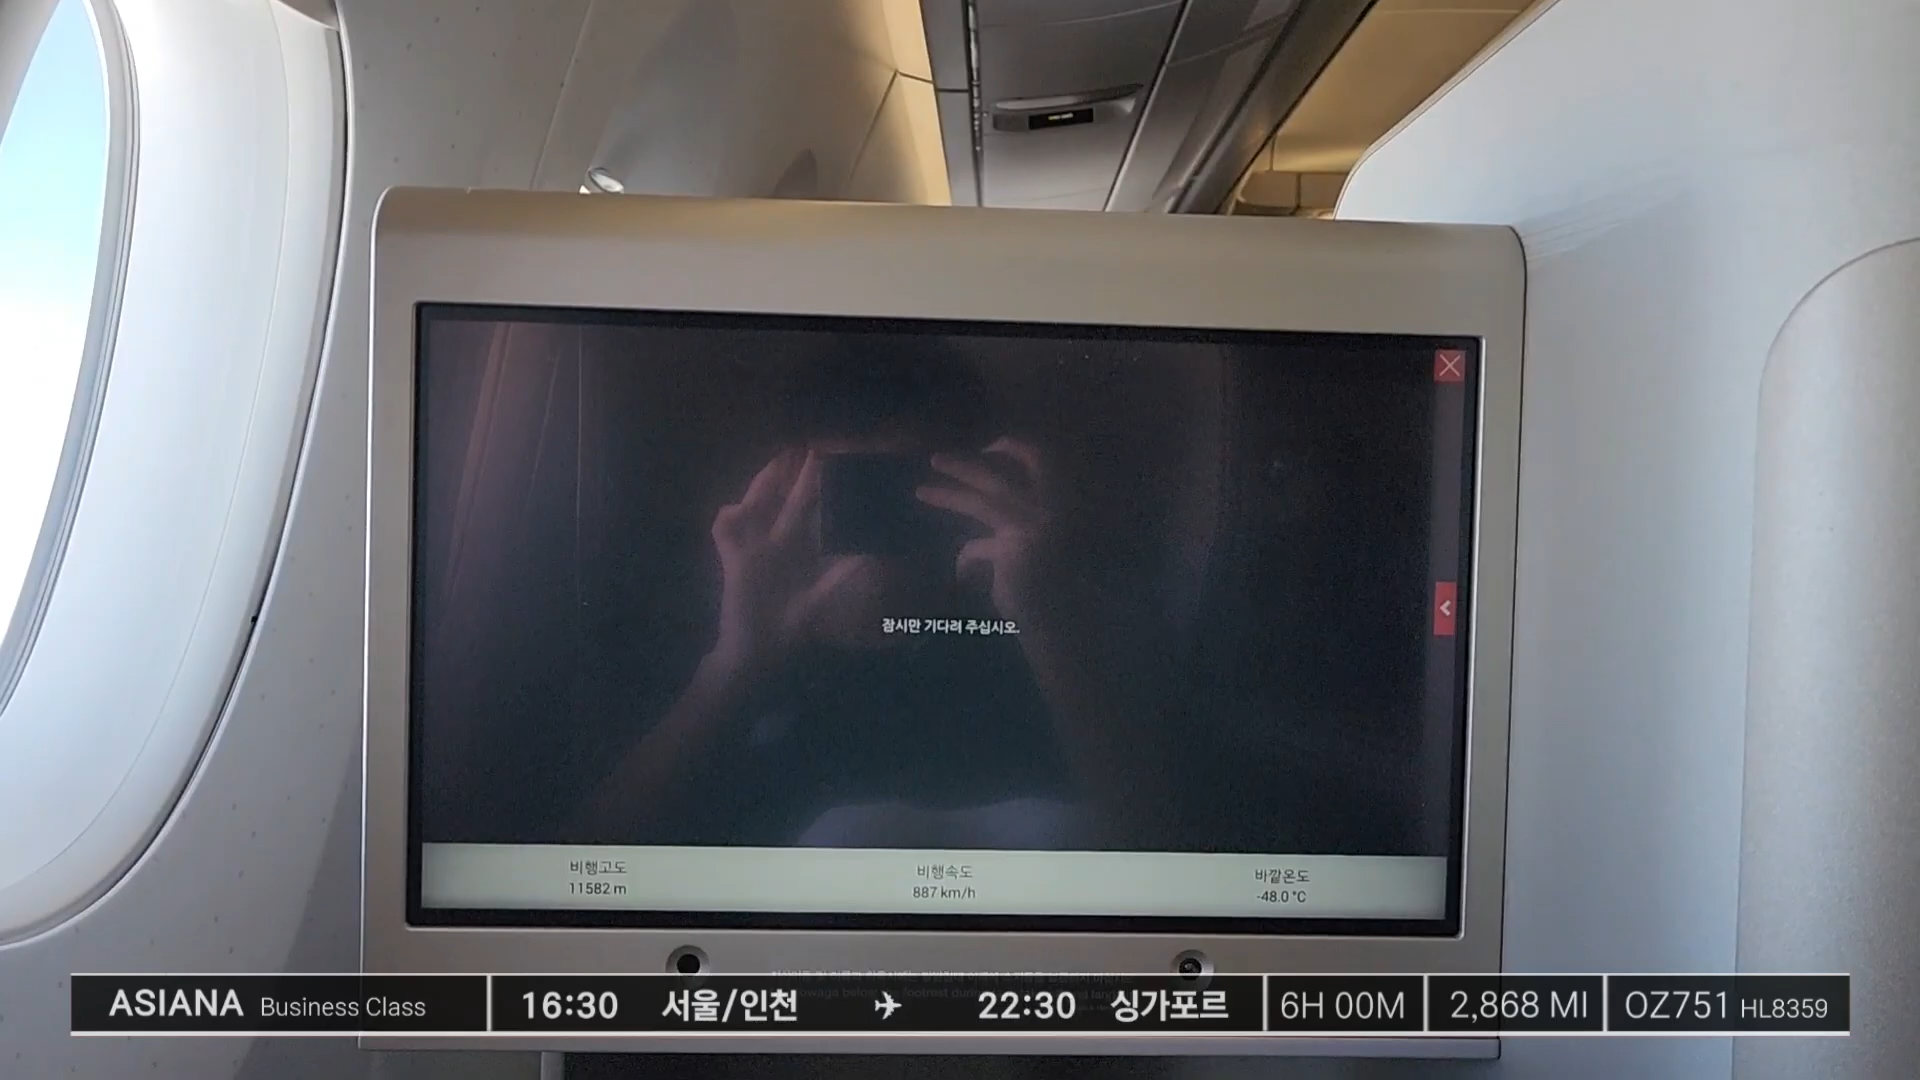 잠시만 기다려 주십시오.
비행고도
11582 m
비행속도
887 km/h
바깥온도
-48.0 °C
ASIANA Business Class
16:30 서울/인천 22:30 싱가포르
6H 00M
2,868 MI
OZ751 HL8359